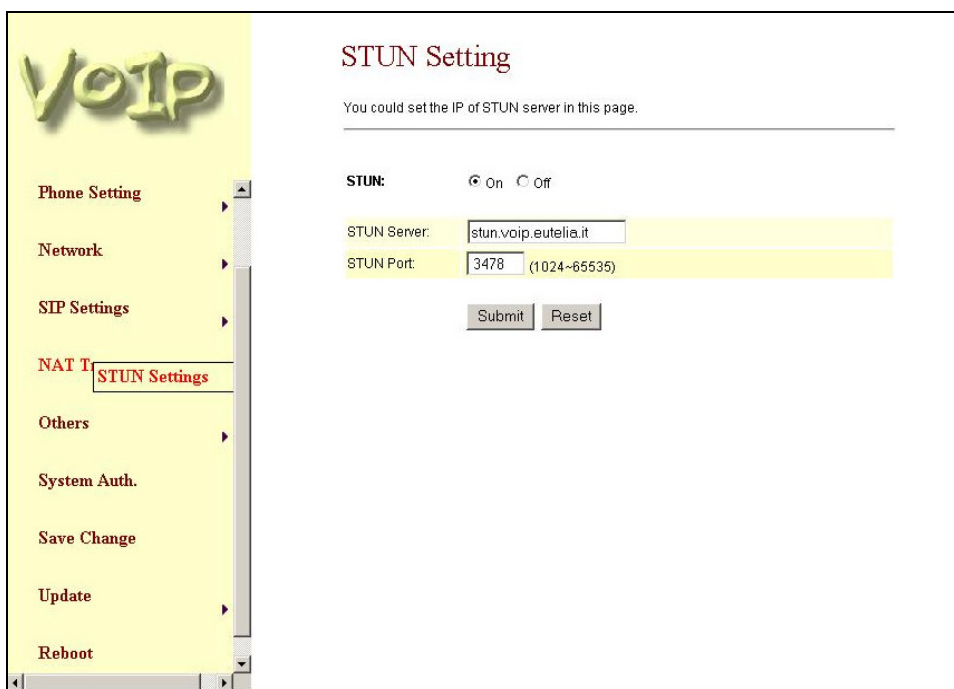 VoIP
Phone Setting
Network
SIP Settings
NAT
STUN Settings
Others
System Auth.
Save Change
Update
Reboot
STUN Setting
You could set the IP of STUN server in this page.
STUN: On Off
STUN Server: stun.voip.eutelia.it
STUN Port: 3478 (1024~65535)
Submit Reset